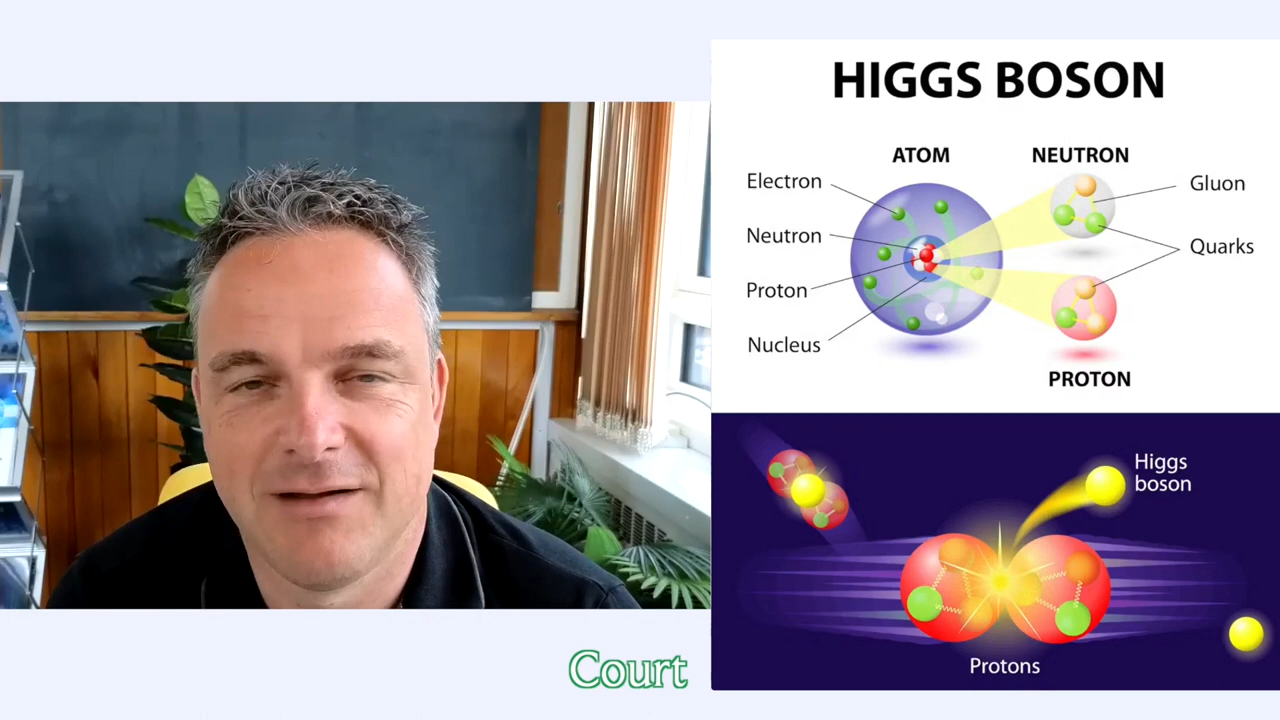 HIGGS BOSON
ATOM
NEUTRON
Electron
Gluon
Neutron
Quarks
Proton
Nucleus
PROTON
Higgs
boson
Protons
Court